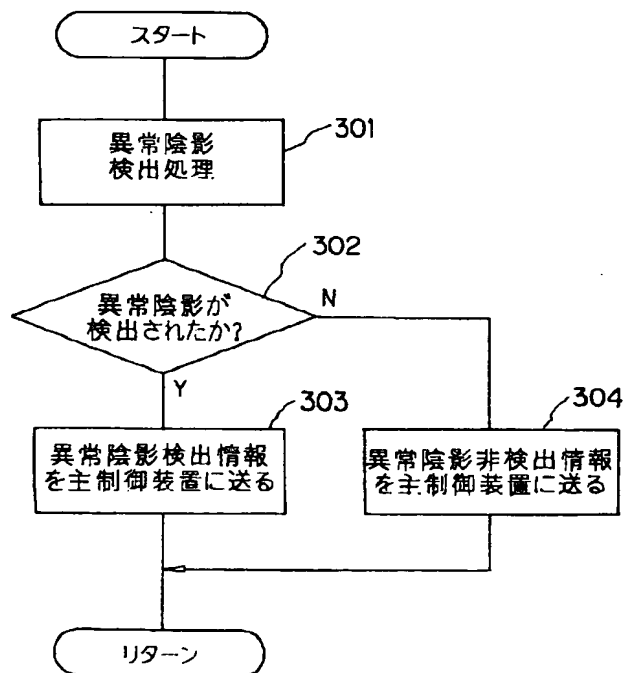 スタート
異常陰影
検出処理
301
異常陰影が
検出されたか?
302
N
Y
異常陰影検出情報
を主制御装置に送る
303
異常陰影非検出情報
を主制御装置に送る
304
リターン